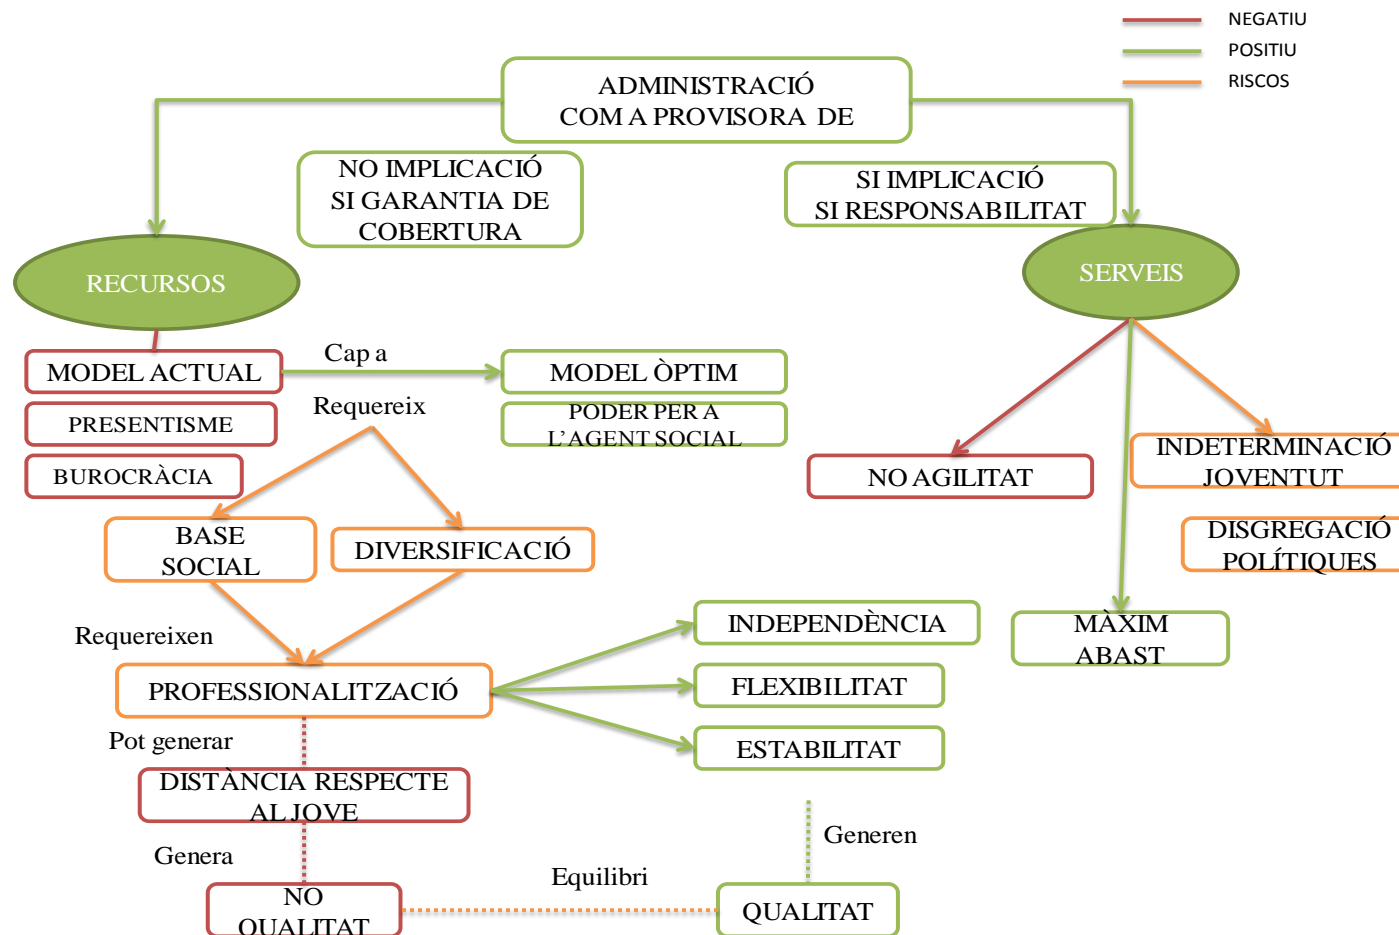 NEGATIU
POSITIU
RISCOS
ADMINISTRACIÓ
COM A PROVISORA DE
NO IMPLICACIÓ
SI GARANTIA DE
COBERTURA
SI IMPLICACIÓ
SI RESPONSABILITAT
RECURSOS
SERVEIS
MODEL ACTUAL
Cap a
MODEL ÒPTIM
PRESENTISME
Requereix
PODER PER A
L'AGENT SOCIAL
BUROCRÀCIA
NO AGILITAT
INDETERMINACIÓ
JOVENTUT
BASE
SOCIAL
DIVERSIFICACIÓ
DISGREGACIÓ
POLÍTIQUES
Requereixen
INDEPENDÈNCIA
MÀXIM
ABAST
PROFESSIONALITZACIÓ
FLEXIBILITAT
Pot generar
ESTABILITAT
DISTÀNCIA RESPECTE
AL JOVE
Genera
Generen
NO
QUALITAT
Equilibri
QUALITAT